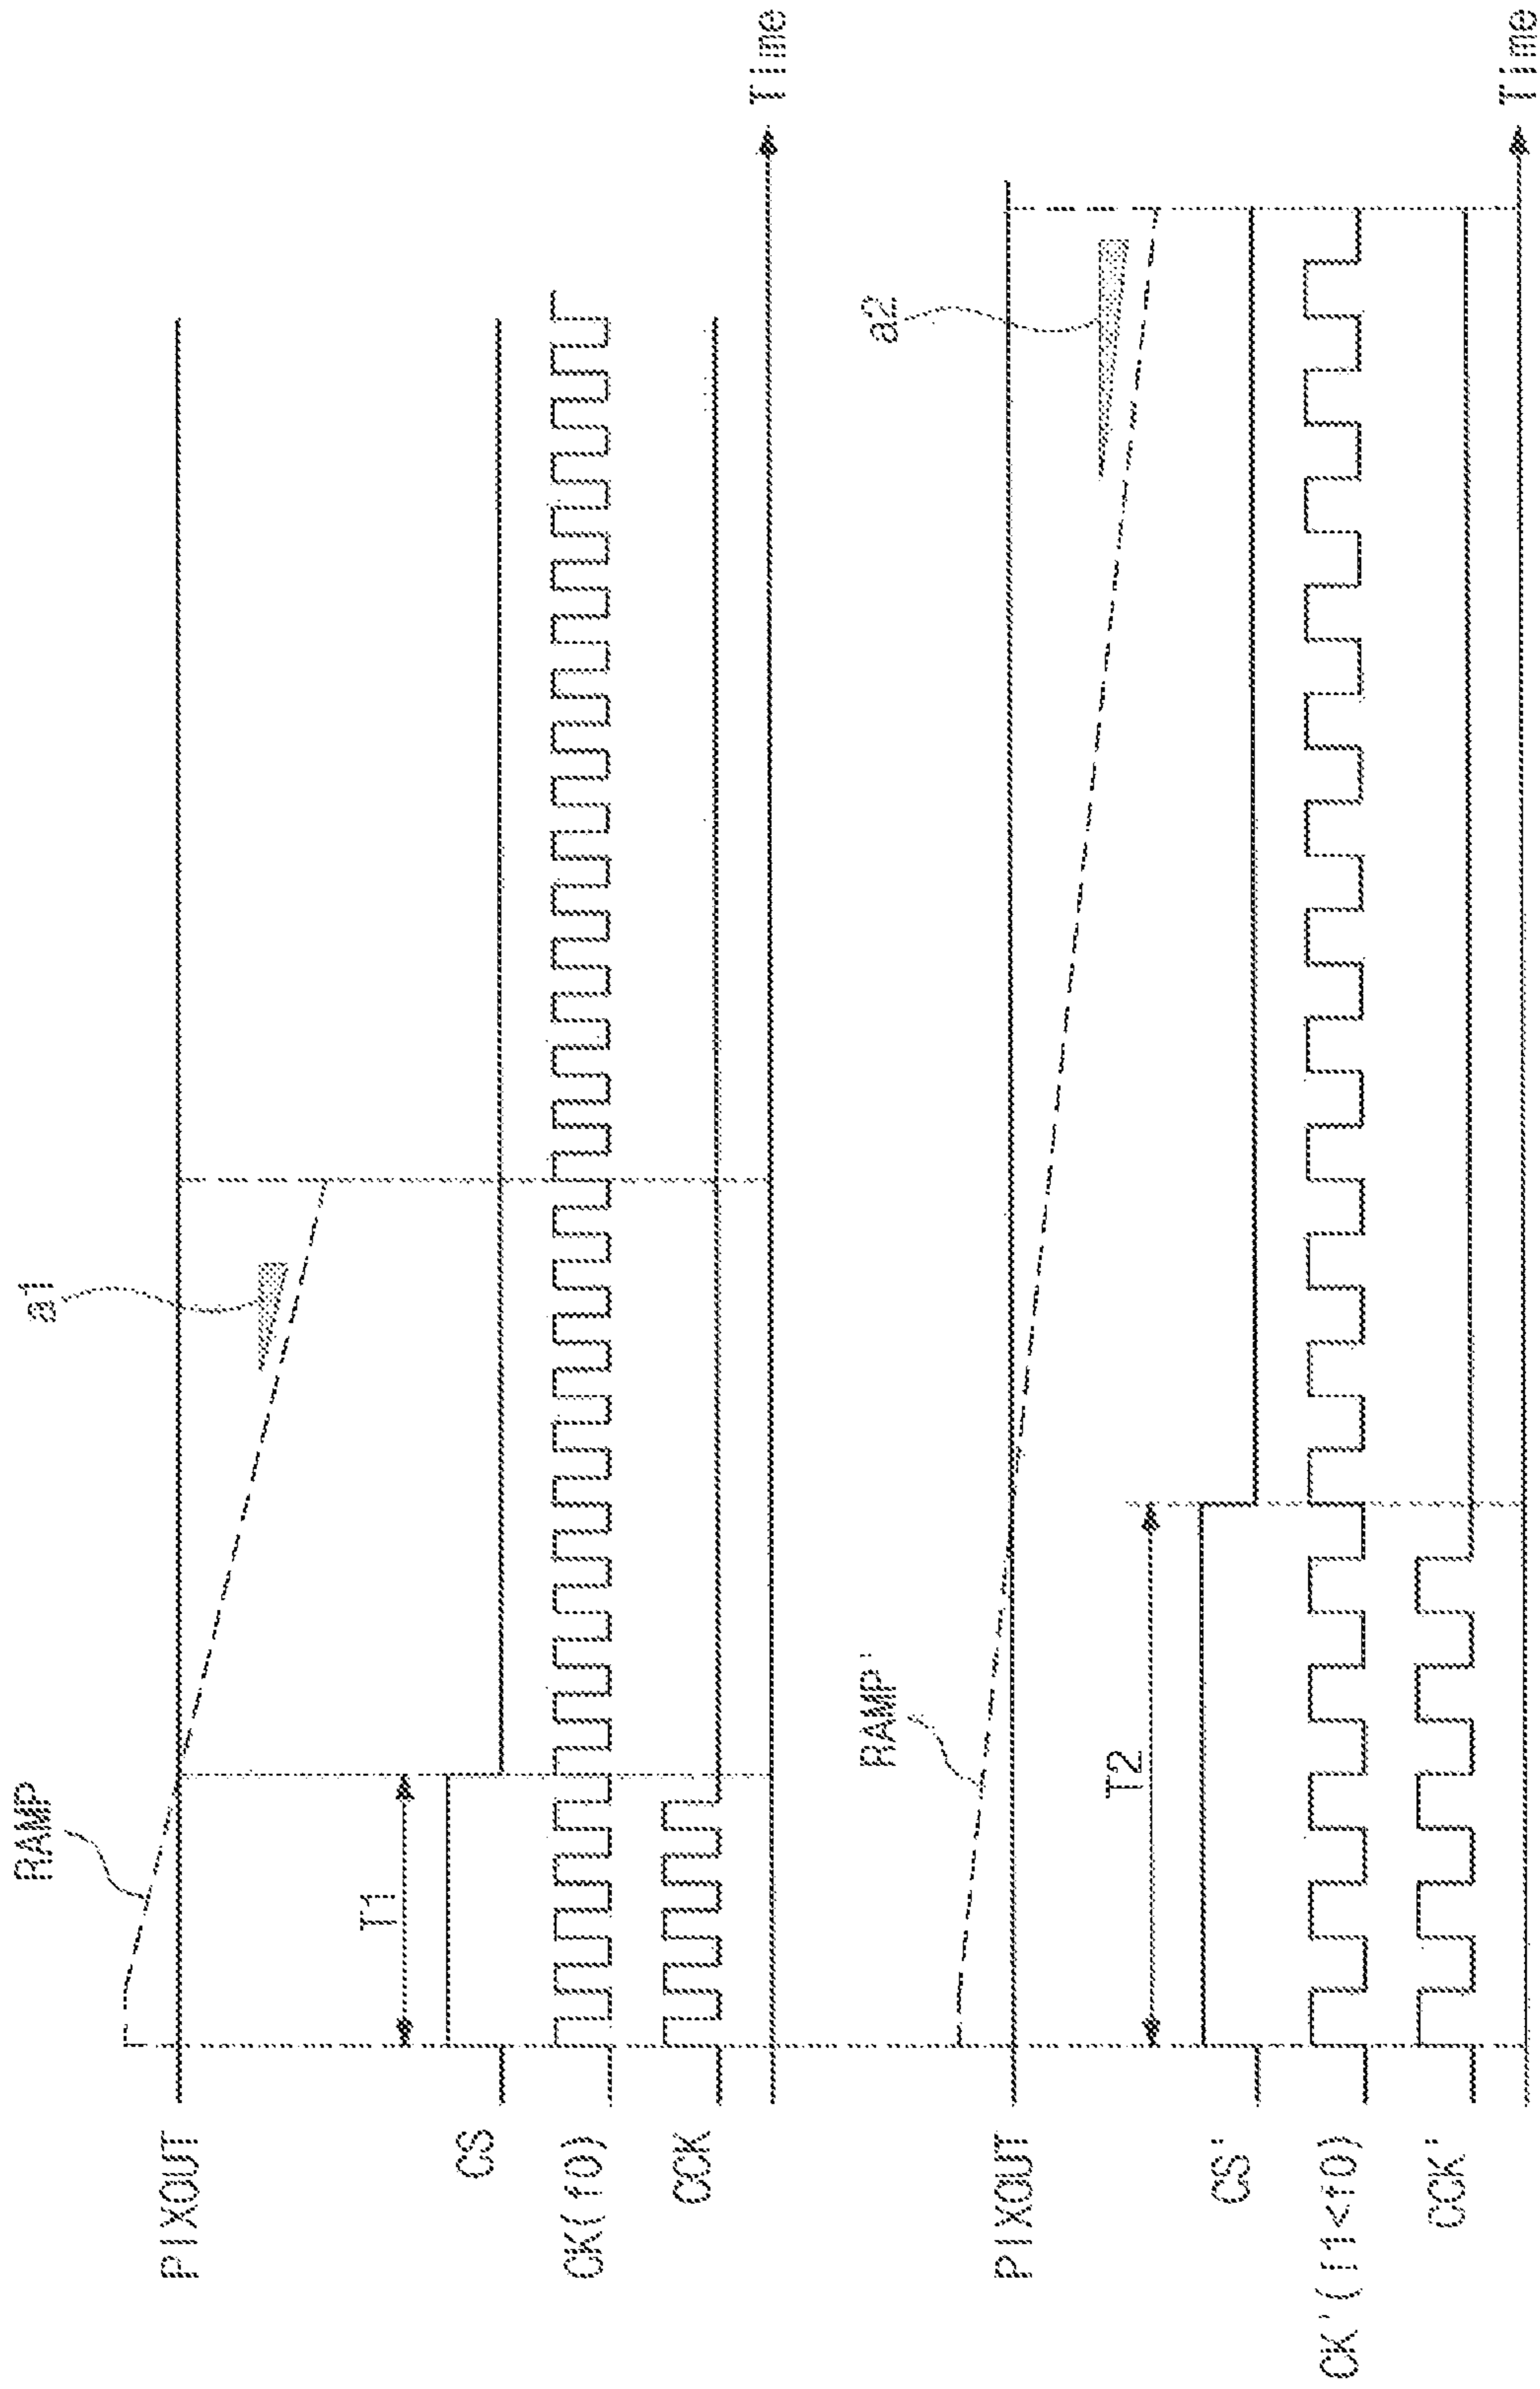 RAMP
a1
PIXOUT
T1
CS
CK(f0)
CCK
Time
RAMP'
a2
PIXOUT
T2
CS'
CK'(f1<f0)
CCK'
Time